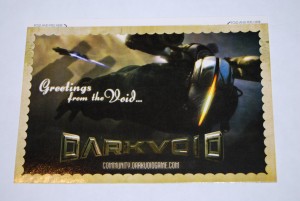 Greetings
from the Void...
DARKVOID
COMMUNITY.DARKVOIDGAME.COM